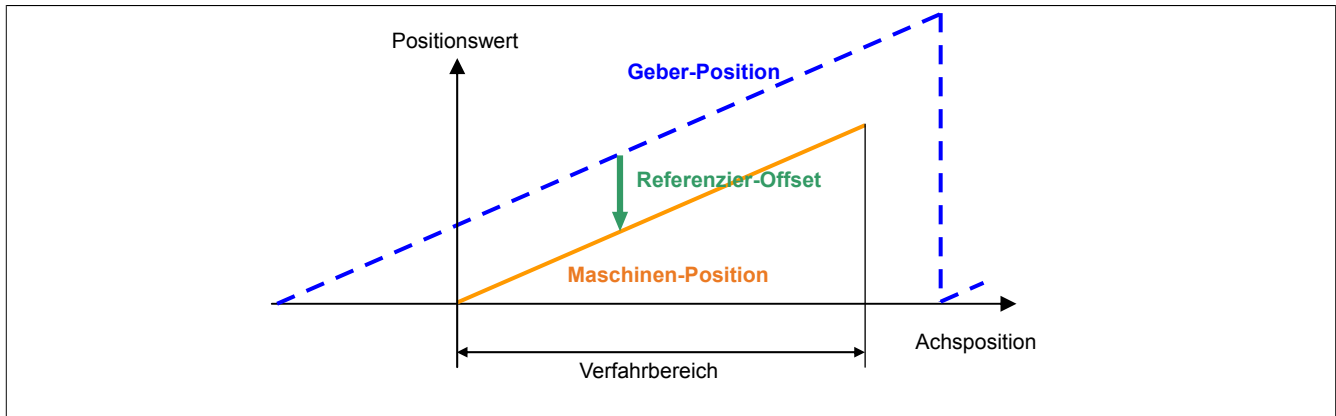 Positionswert
Geber-Position
Referenzier-Offset
Maschinen-Position
Achsposition
Verfahrbereich